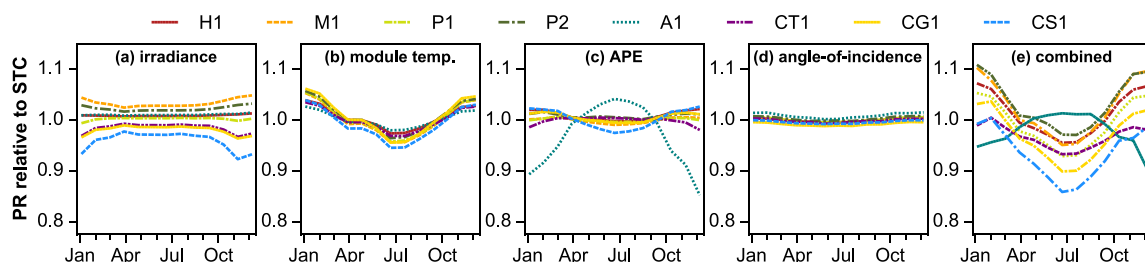 H1 M1 P1 P2 A1 CT1 CG1 CS1
(a) irradiance (b) module temp. (c) APE (d) angle-of-incidence (e) combined
PR relative to STC
1.1 1.1 1.1 1.1 1.1
1.0 1.0 1.0 1.0 1.0
0.9 0.9 0.9 0.9 0.9
0.8 0.8 0.8 0.8 0.8
Jan Apr Jul Oct Jan Apr Jul Oct Jan Apr Jul Oct Jan Apr Jul Oct Jan Apr Jul Oct